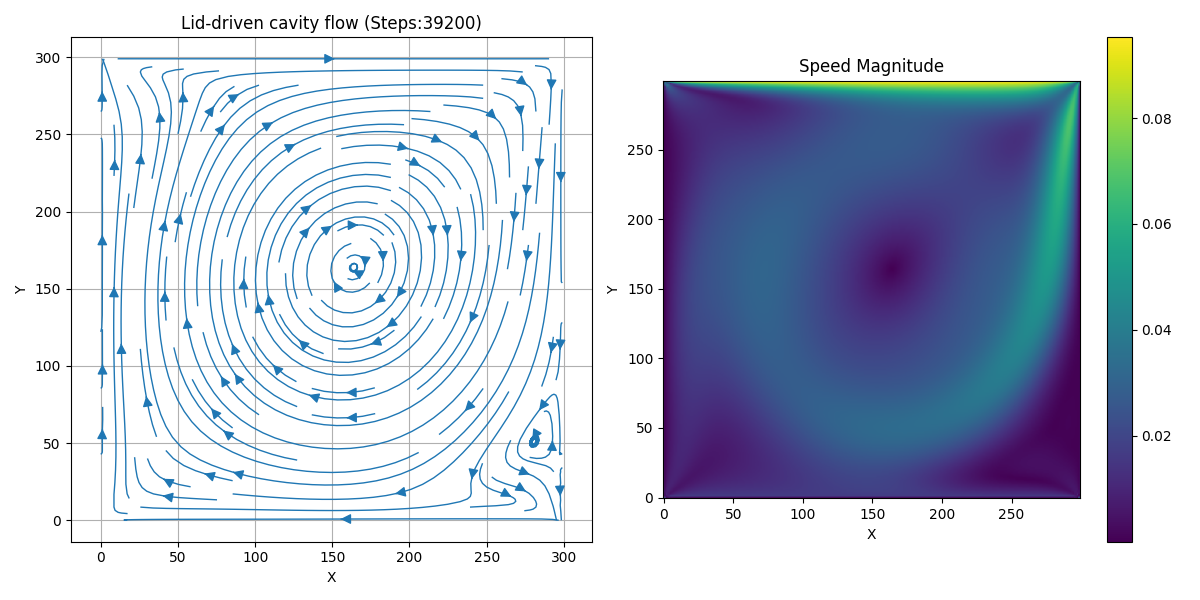 Lid-driven cavity flow (Steps:39200)
300
250
200
150
100
50
0
Y
0 50 100 150 200 250 300
X
Speed Magnitude
250
200
150
100
50
0
Y
0 50 100 150 200 250
X
0.08
0.06
0.04
0.02